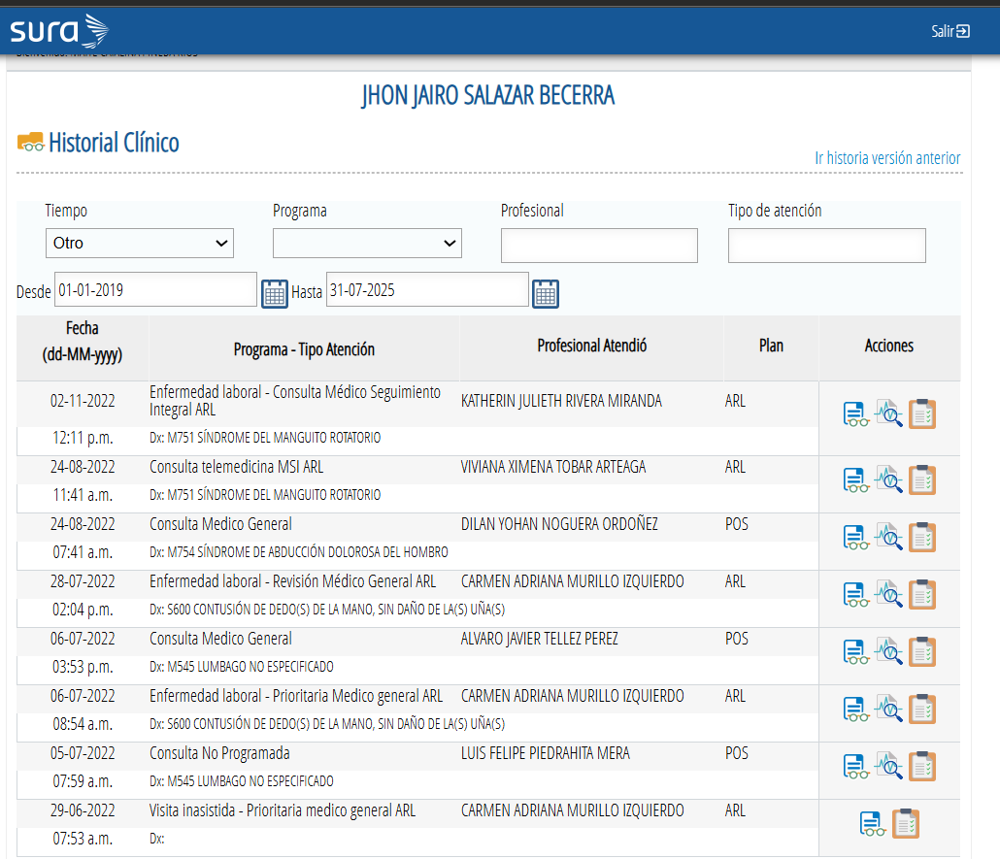 sura
Salir
JHON JAIRO SALAZAR BECERRA
Historial Clínico
Ir historia versión anterior
Tiempo Programa Profesional Tipo de atención
Otro
Desde 01-01-2019 Hasta 31-07-2025
Fecha (dd-MM-yyyy) Programa - Tipo Atención Profesional Atendió Plan Acciones
02-11-2022 Enfermedad laboral - Consulta Médico Seguimiento Integral ARL KATHERIN JULIETH RIVERA MIRANDA ARL
12:11 p.m. Dx: M751 SÍNDROME DEL MANGUITO ROTATORIO
24-08-2022 Consulta telemedicina MSI ARL VIVIANA XIMENA TOBAR ARTEAGA ARL
11:41 a.m. Dx: M751 SÍNDROME DEL MANGUITO ROTATORIO
24-08-2022 Consulta Medico General DILAN YOHAN NOGUERA ORDOÑEZ POS
07:41 a.m. Dx: M754 SÍNDROME DE ABDUCCIÓN DOLOROSA DEL HOMBRO
28-07-2022 Enfermedad laboral - Revisión Médico General ARL CARMEN ADRIANA MURILLO IZQUIERDO ARL
02:04 p.m. Dx: S600 CONTUSIÓN DE DEDO(S) DE LA MANO, SIN DAÑO DE LA(S) UÑA(S)
06-07-2022 Consulta Medico General ALVARO JAVIER TELLEZ PEREZ POS
03:53 p.m. Dx: M545 LUMBAGO NO ESPECIFICADO
06-07-2022 Enfermedad laboral - Prioritaria Medico general ARL CARMEN ADRIANA MURILLO IZQUIERDO ARL
08:54 a.m. Dx: S600 CONTUSIÓN DE DEDO(S) DE LA MANO, SIN DAÑO DE LA(S) UÑA(S)
05-07-2022 Consulta No Programada LUIS FELIPE PIEDRAHITA MERA POS
07:59 a.m. Dx: M545 LUMBAGO NO ESPECIFICADO
29-06-2022 Visita inasistida - Prioritaria medico general ARL CARMEN ADRIANA MURILLO IZQUIERDO ARL
07:53 a.m. Dx: